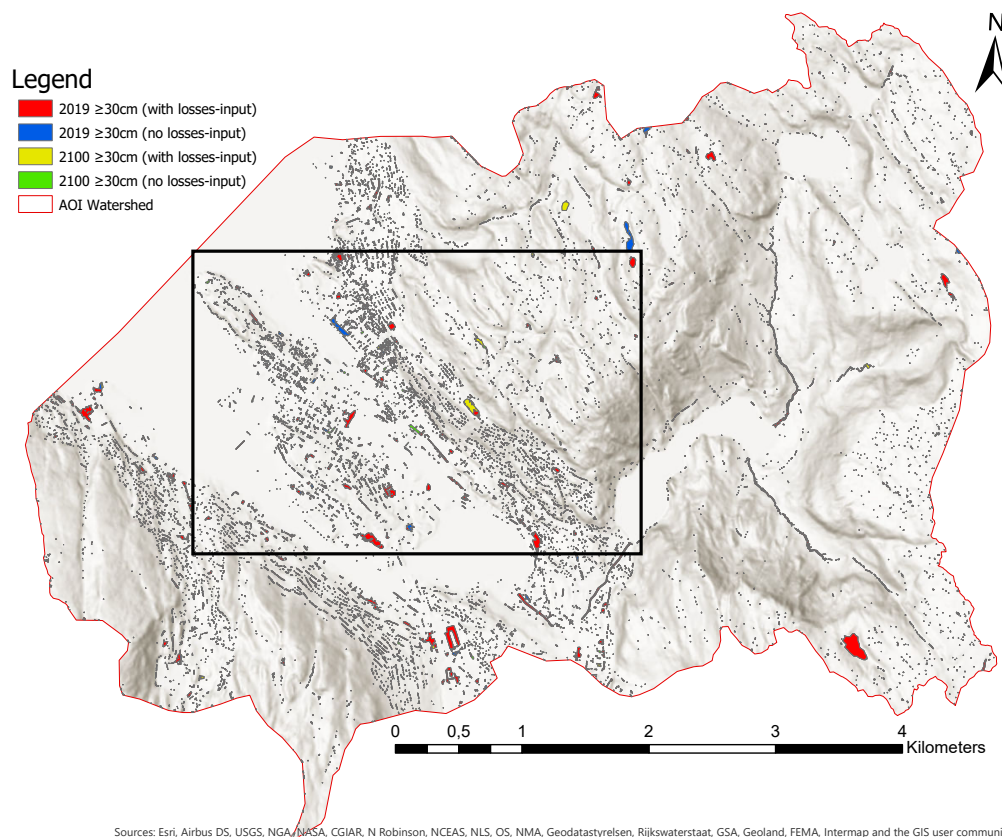 N
Legend
2019 ≥30cm (with losses-input)
2019 ≥30cm (no losses-input)
2100 ≥30cm (with losses-input)
2100 ≥30cm (no losses-input)
AOI Watershed
0 0,5 1 2 3 4
Kilometers
Sources: Esri, Airbus DS, USGS, NGA, NASA, CGIAR, N Robinson, NCEAS, NLS, OS, NMA, Geodatastyrelsen, Rijkswaterstaat, GSA, Geoland, FEMA, Intermap and the GIS user commun